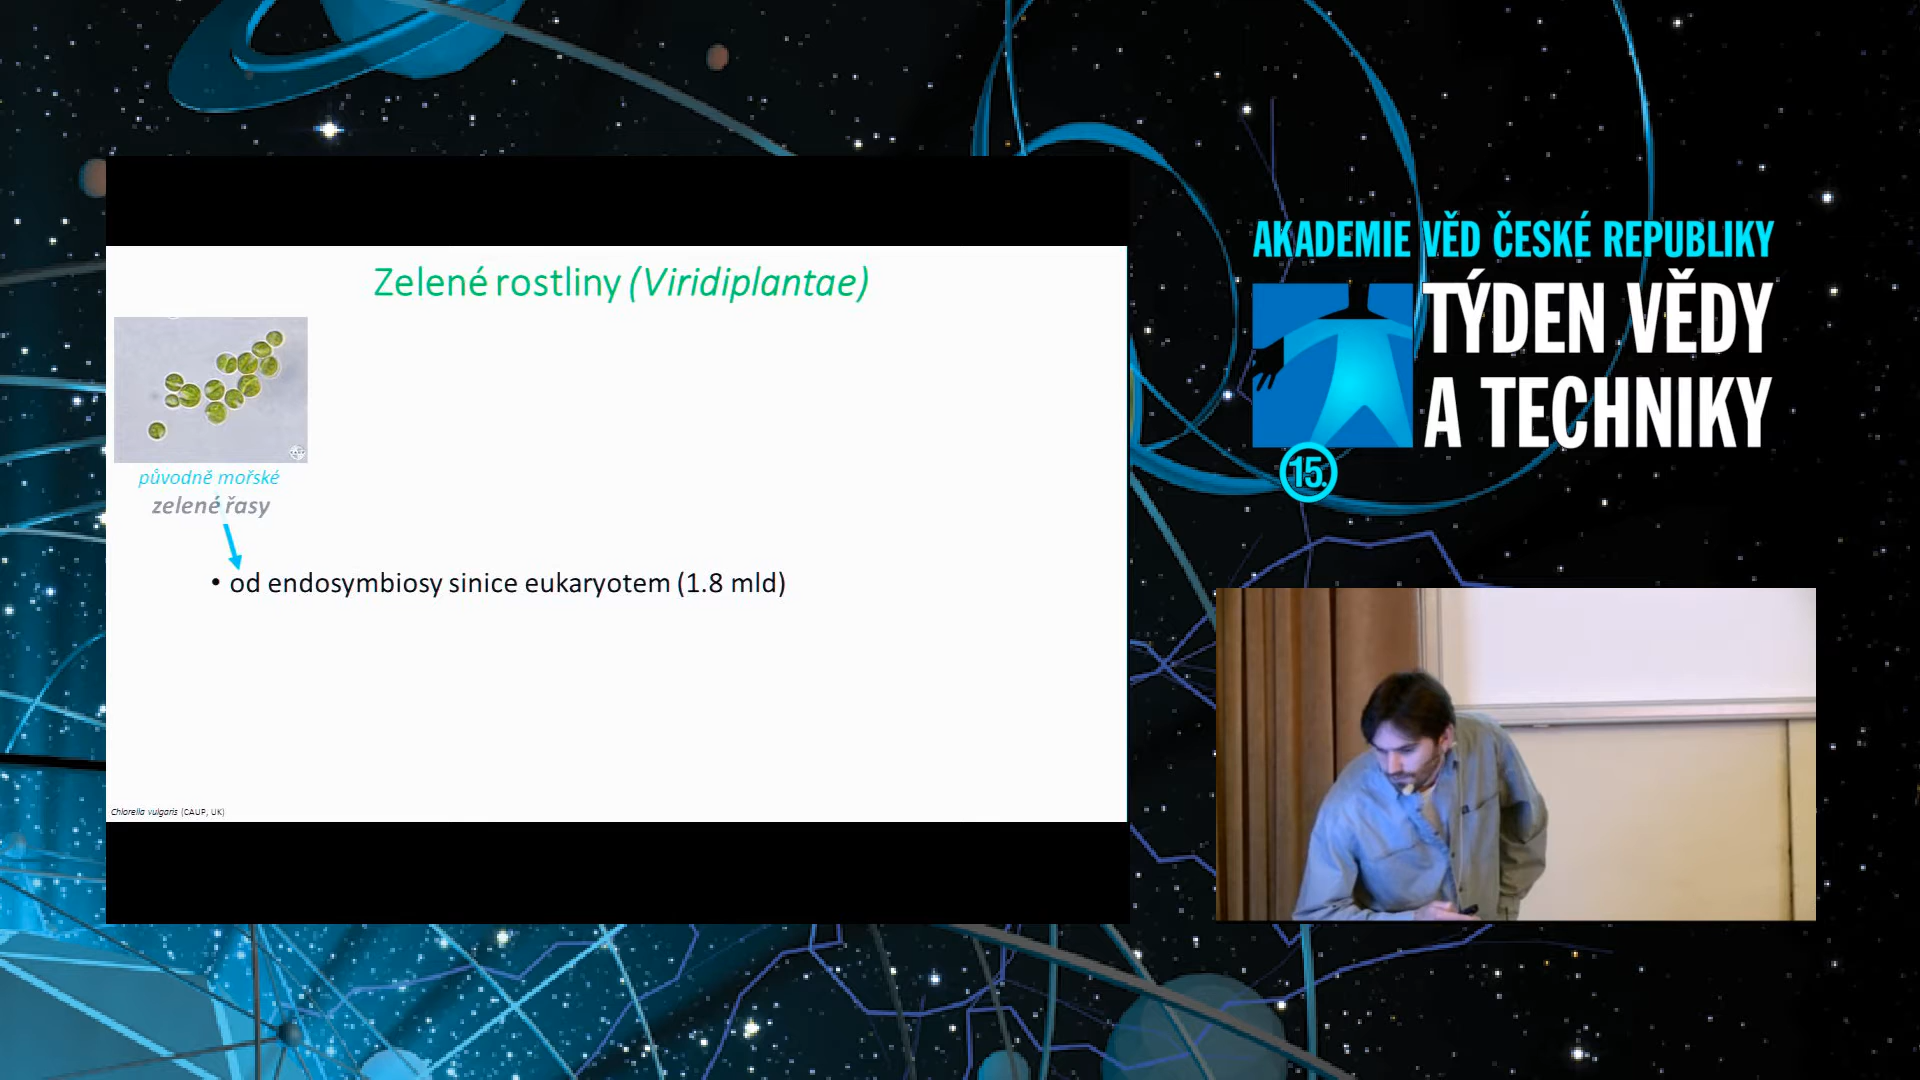 Zelené rostliny (Viridiplantae)
původně mořské
zelené řasy
• od endosymbiosy sinice eukaryotem (1.8 mld)
Chlorella vulgaris (CAUP, UK)
AKADEMIE VĚD ČESKÉ REPUBLIKY
TÝDEN VĚDY
A TECHNIKY
15.